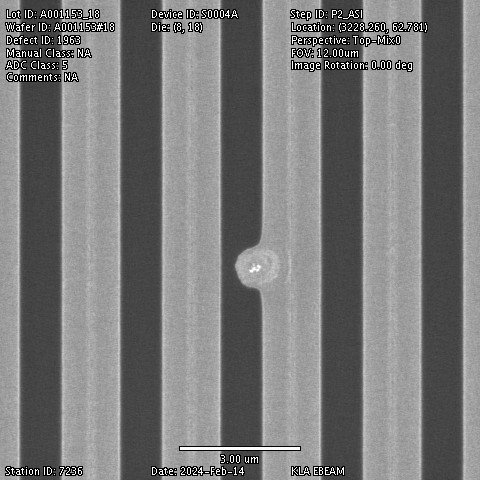 Lot ID: A001153_18
Device ID: S0004A
Step ID: P2_ASI
Wafer ID: A001153#18
Die: (8, 18)
Location: (3228.260, 62.781)
Defect ID: 1963
Perspective: Top-Mix0
Manual Class: NA
FOV: 12.00um
ADC Class: 5
Image Rotation: 0.00 deg
Comments: NA
3.00 um
Station ID: 7236
Date: 2024-Feb-14
KLA EBEAM